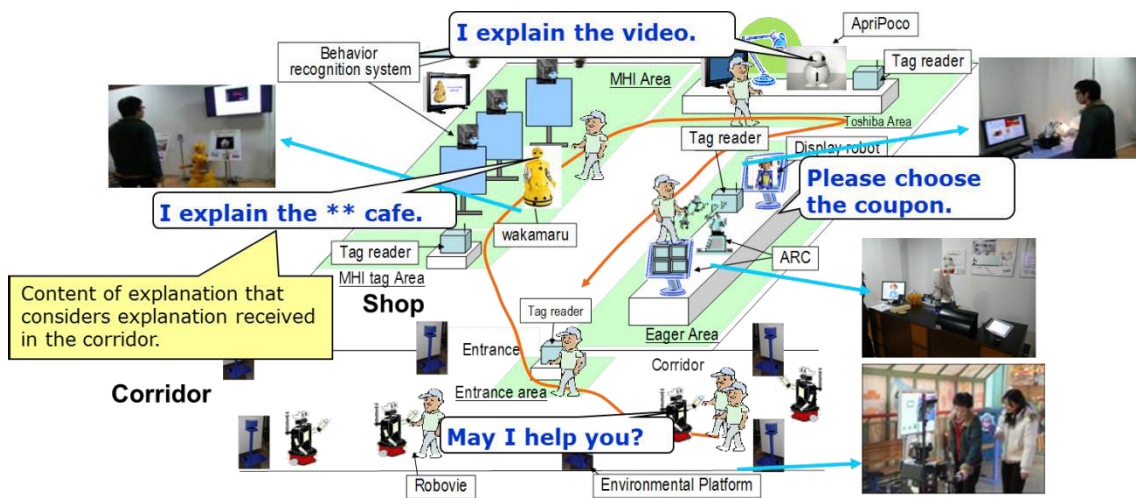 I explain the video.
ApriPoco
Behavior
recognition system
MHI Area
Tag reader
Toshiba Area
Tag reader
Display robot
Please choose
the coupon.
I explain the ** cafe.
wakamaru
Tag reader
MHI tag Area
ARC
Content of explanation that
considers explanation received
in the corridor.
Shop
Tag reader
Eager Area
Entrance
Corridor
Corridor
Entrance area
May I help you?
Robovie
Environmental Platform